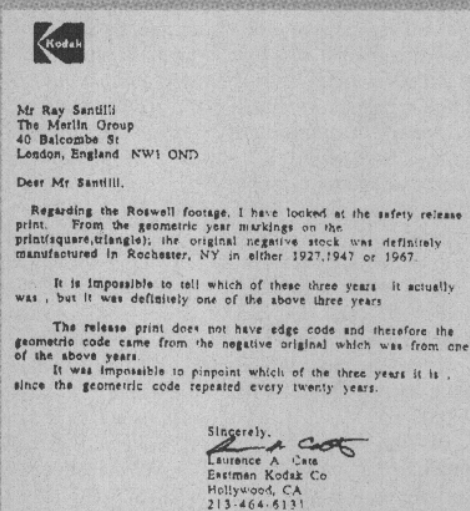 Kodak
Mr Ray Santilli
The Merlin Group
40 Balcombe St
London, England NW1 OND
Dear Mr Santilli,
Regarding the Roswell footage, I have looked at the safety release
print. From the geometric year markings on the
print(square,triangle); the original negative stock was definitely
manufactured in Rochester, NY in either 1927,1947 or 1967.
It is impossible to tell which of these three years it actually
was , but it was definitely one of the above three years
The release print does not have edge code and therefore the
geometric code came from the negative original which was from one
of the above years.
It was impossible to pinpoint which of the three years it is ,
since the geometric code repeated every twenty years.
Sincerely,
Laurence A Cate
Eastman Kodak Co
Hollywood, CA
213-464-6131